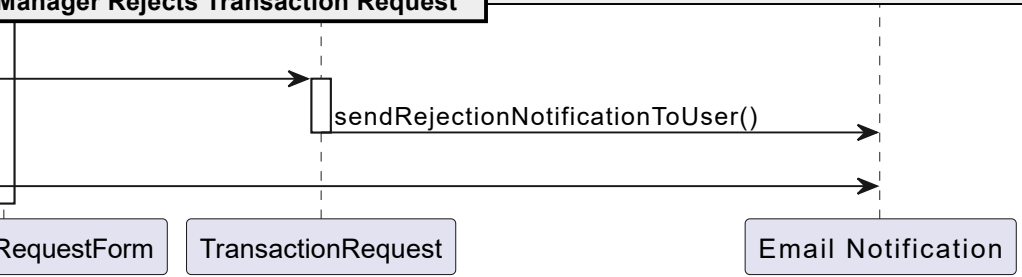 Manager Rejects Transaction Request
sendRejectionNotificationToUser()
RequestForm
TransactionRequest
Email Notification